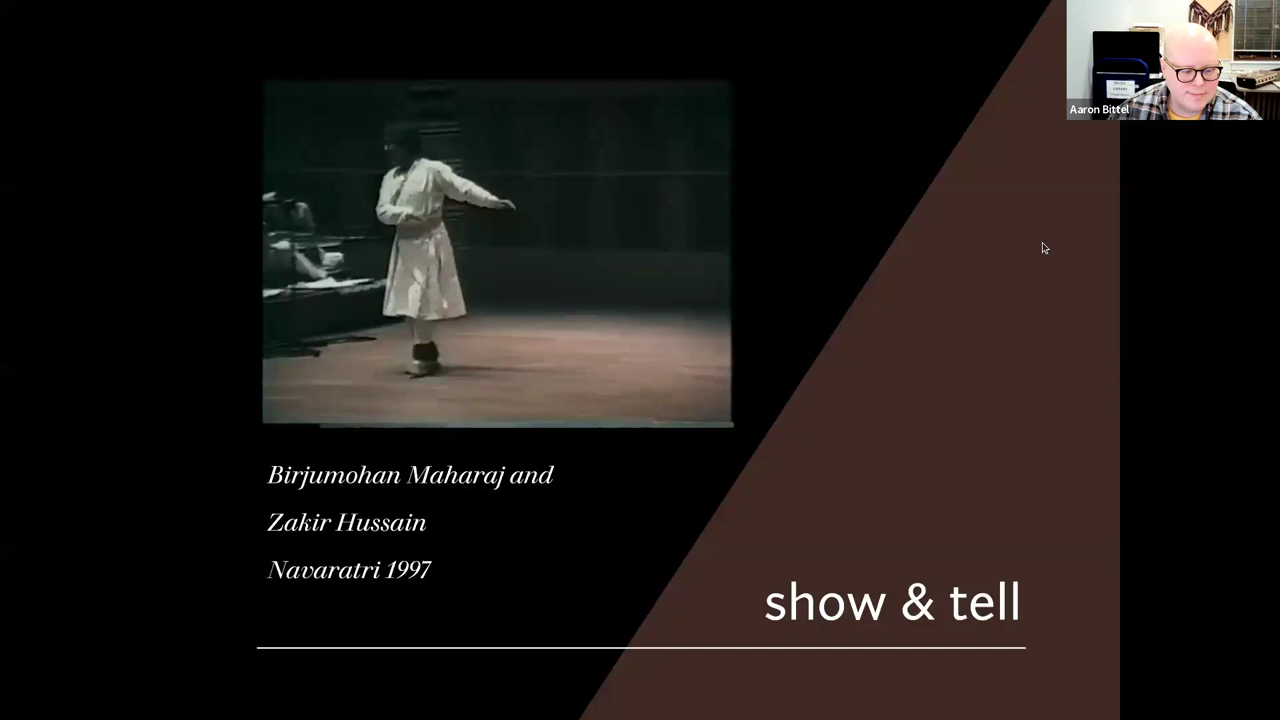 Aaron Bittel
Birjumohan Maharaj and
Zakir Hussain
Navaratri 1997
show & tell